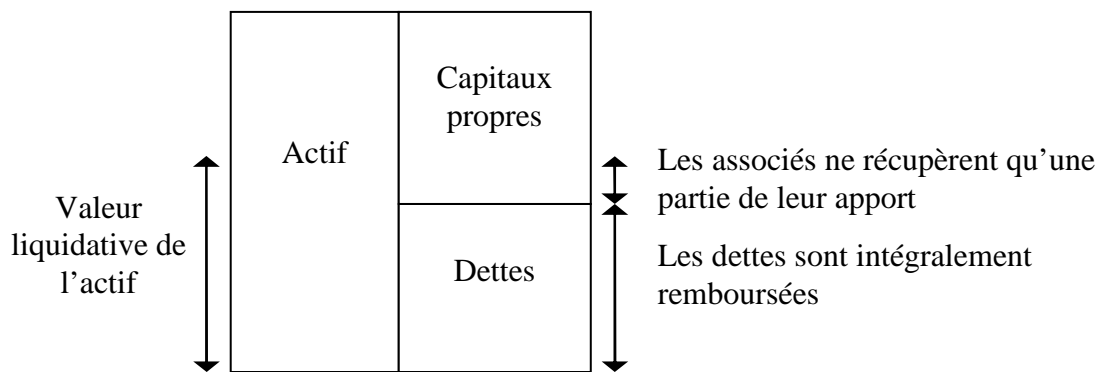 Capitaux
propres
Actif
Valeur
liquidative de
l’actif
Les associés ne récupèrent qu’une
partie de leur apport
Dettes
Les dettes sont intégralement
remboursées